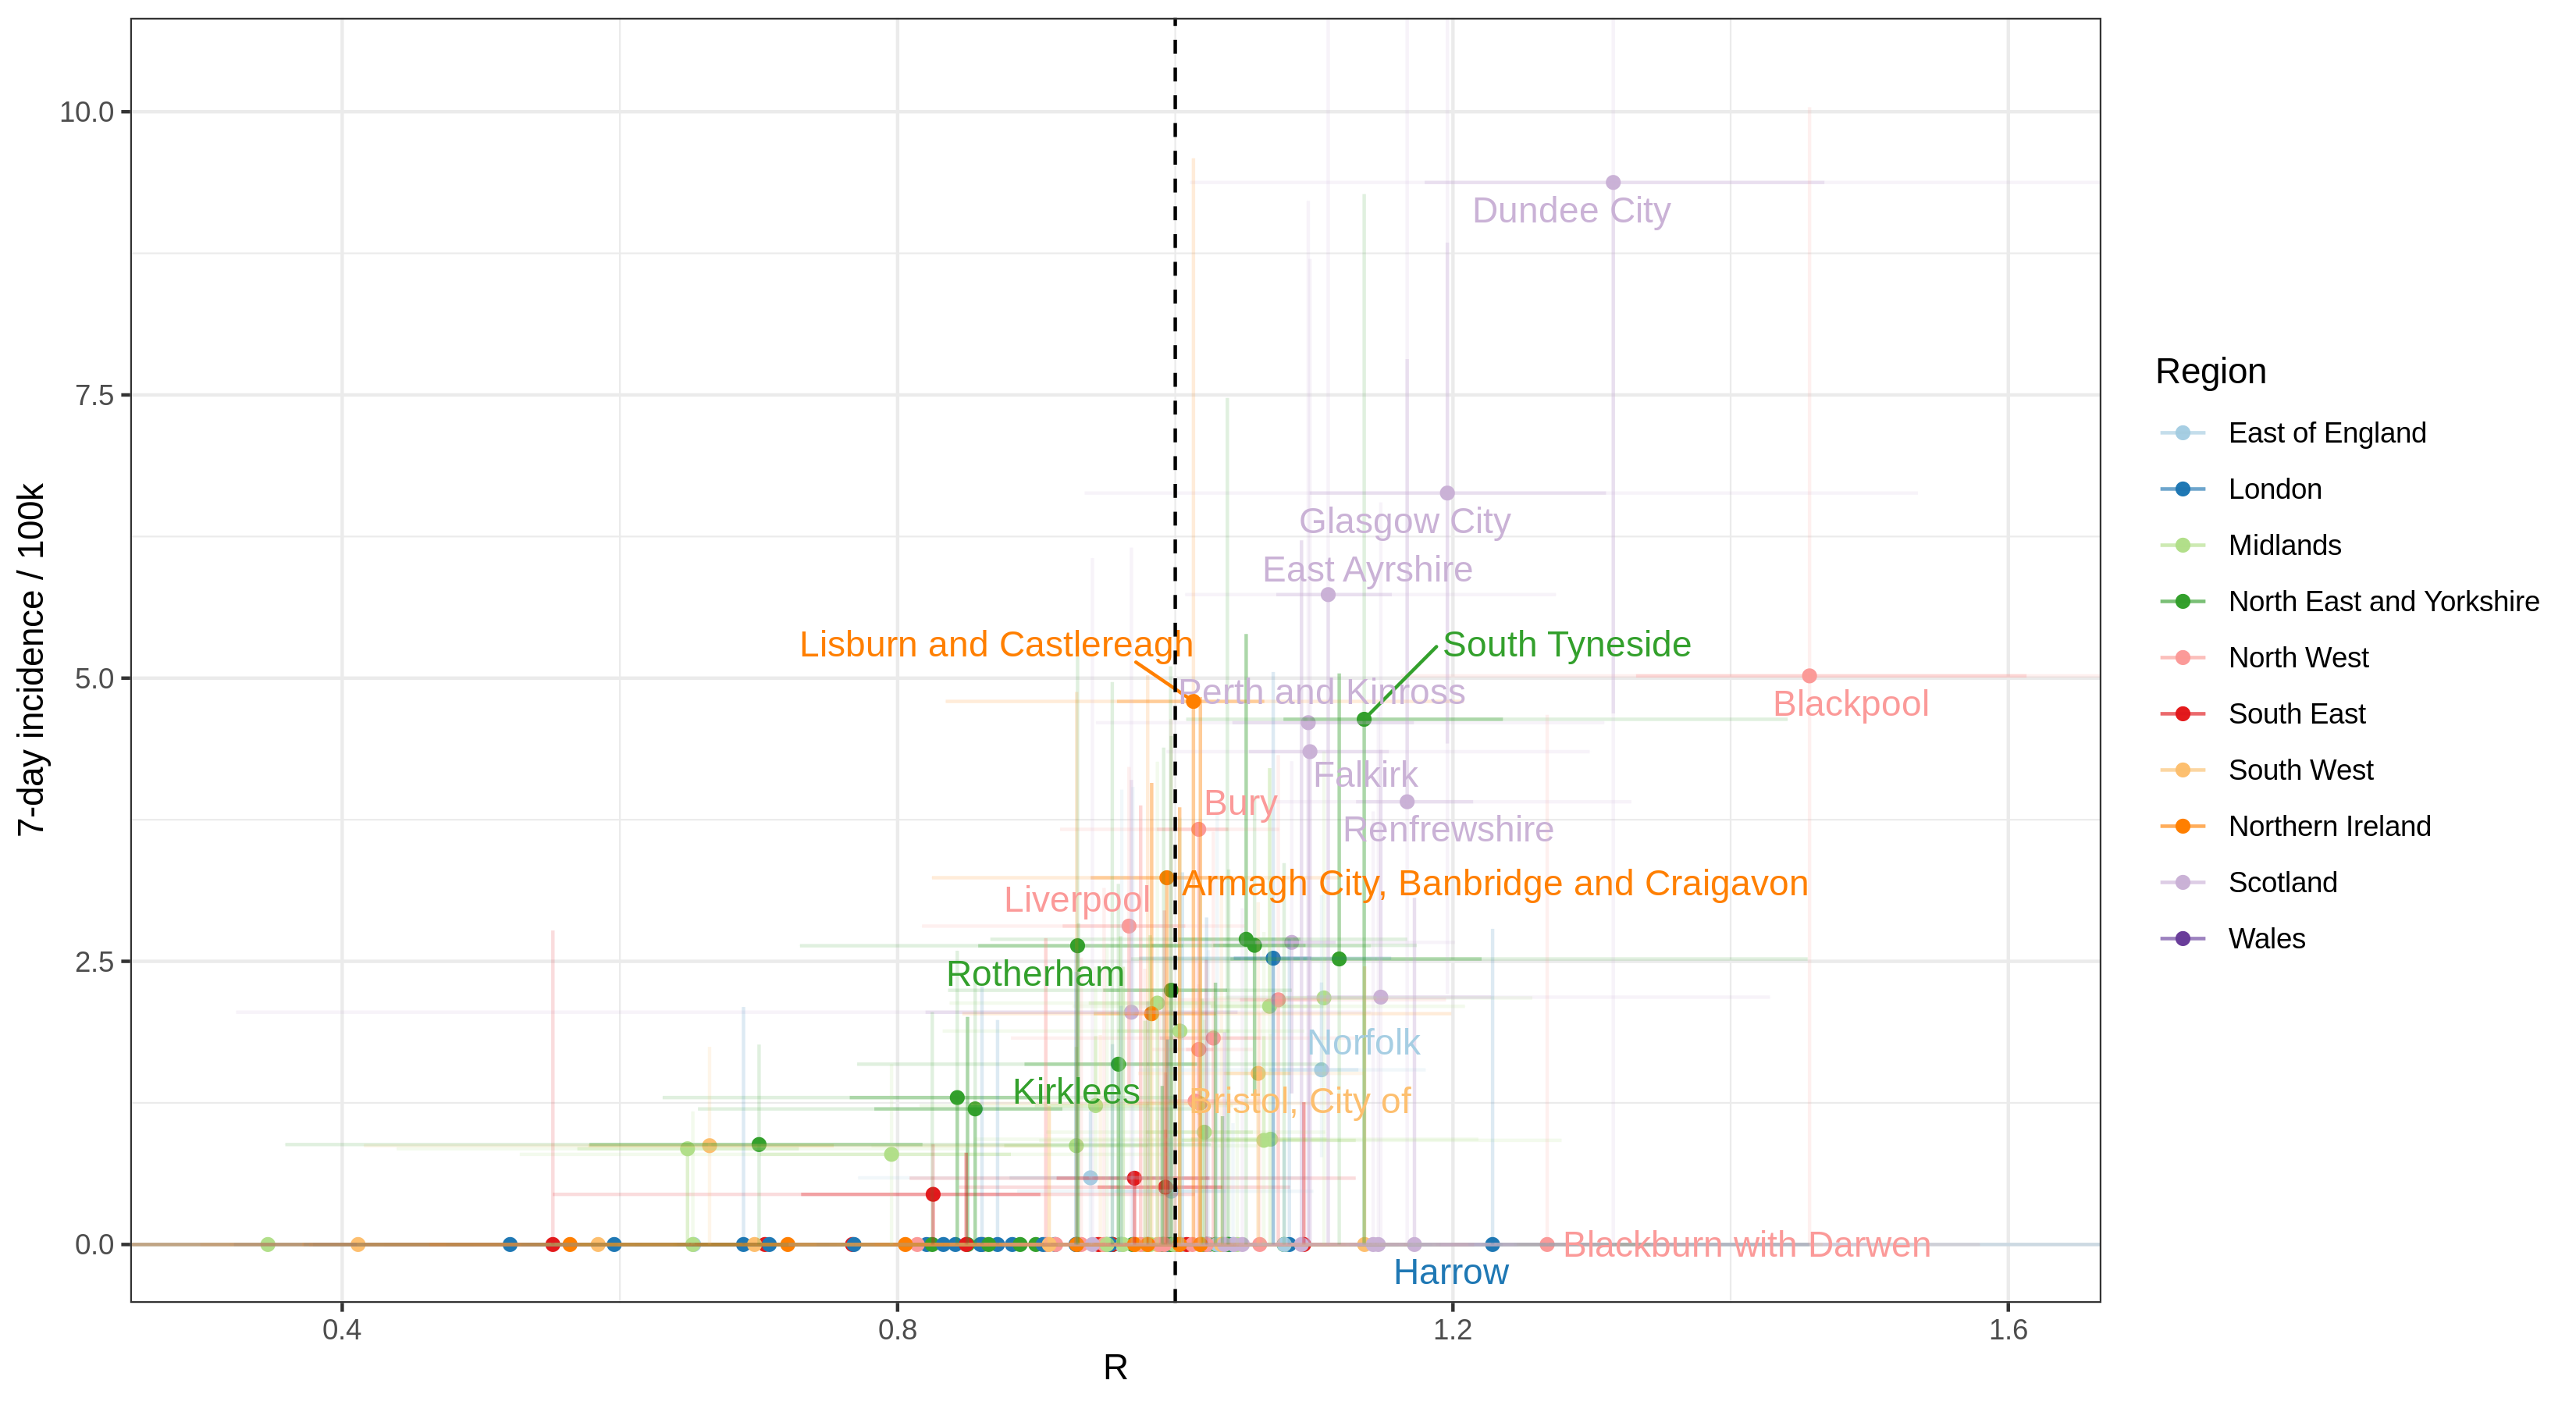 10.0
7.5
5.0
2.5
0.0
7-day incidence / 100k
0.4
0.8
1.2
1.6
R
Dundee City
Glasgow City
East Ayrshire
Lisburn and Castlereagh
South Tyneside
Perth and Kinross
Blackpool
Falkirk
Bury
Renfrewshire
Armagh City, Banbridge and Craigavon
Liverpool
Rotherham
Norfolk
Kirklees
Bristol, City of
Blackburn with Darwen
Harrow
Region
East of England
London
Midlands
North East and Yorkshire
North West
South East
South West
Northern Ireland
Scotland
Wales